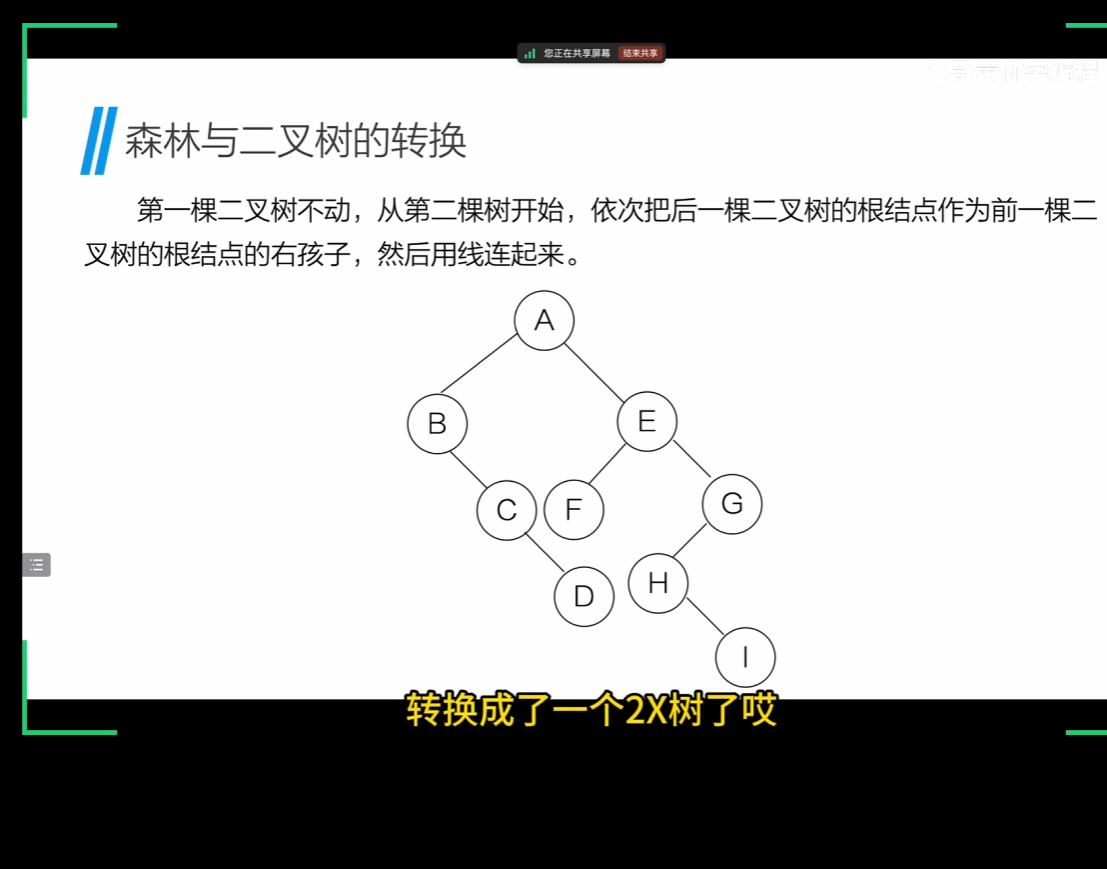 您正在共享屏幕 结束共享
森林与二叉树的转换
第一棵二叉树不动，从第二棵树开始，依次把后一棵二叉树的根结点作为前一棵二
叉树的根结点的右孩子，然后用线连起来。
A
B
E
C
F
G
D
H
I
转换成了一个2X树了哎